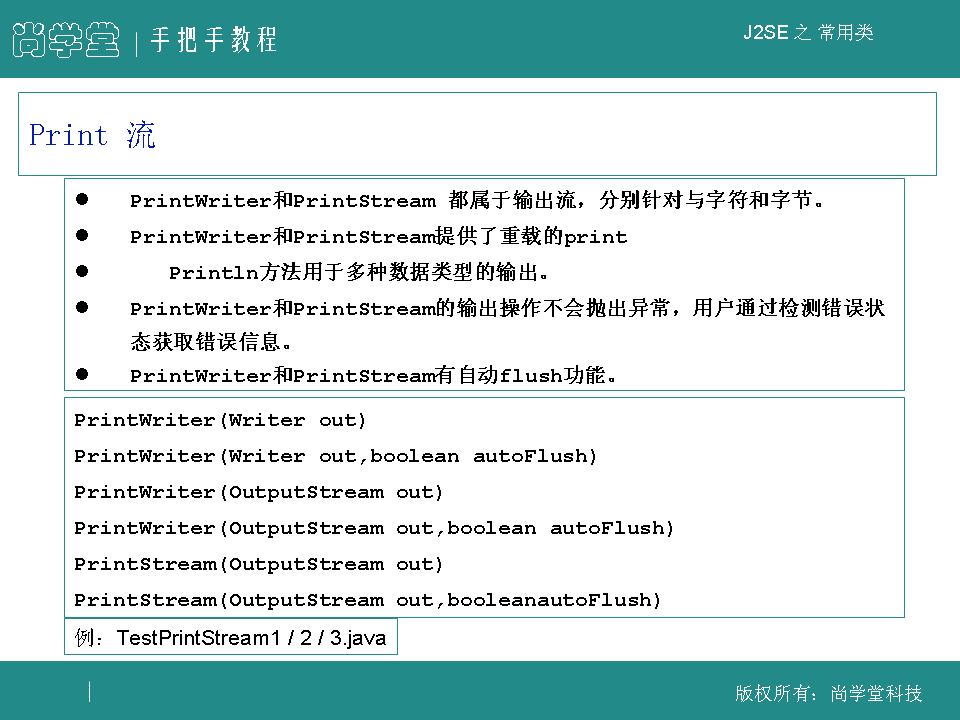 尚学堂 | 手把手教程
J2SE 之 常用类
Print 流
● PrintWriter和PrintStream 都属于输出流，分别针对与字符和字节。
● PrintWriter和PrintStream提供了重载的print
● Println方法用于多种数据类型的输出。
● PrintWriter和PrintStream的输出操作不会抛出异常，用户通过检测错误状
态获取错误信息。
● PrintWriter和PrintStream有自动flush功能。
PrintWriter(Writer out)
PrintWriter(Writer out,boolean autoFlush)
PrintWriter(OutputStream out)
PrintWriter(OutputStream out,boolean autoFlush)
PrintStream(OutputStream out)
PrintStream(OutputStream out,booleanautoFlush)
例：TestPrintStream1 / 2 / 3.java
版权所有：尚学堂科技